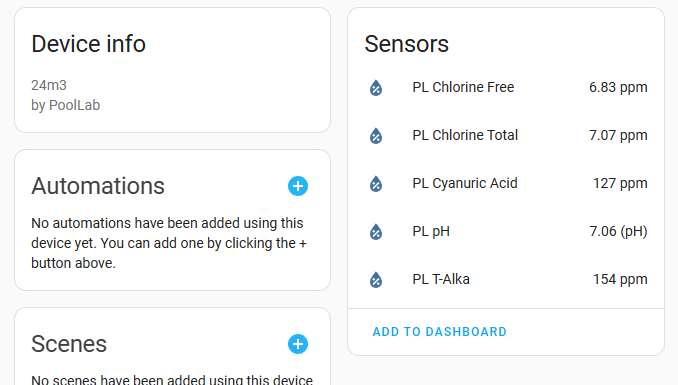 Device info
24m3
by PoolLab
Automations
No automations have been added using this
device yet. You can add one by clicking the +
button above.
Scenes
No scenes have been added using this device
Sensors
PL Chlorine Free 6.83 ppm
PL Chlorine Total 7.07 ppm
PL Cyanuric Acid 127 ppm
PL pH 7.06 (pH)
PL T-Alka 154 ppm
ADD TO DASHBOARD